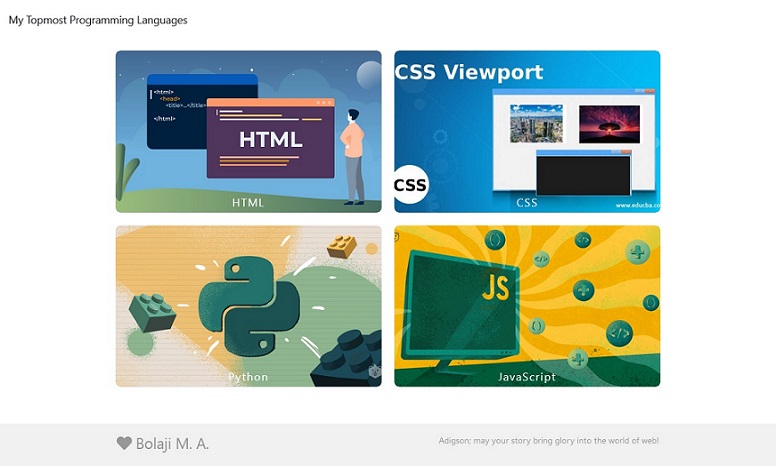 My Topmost Programming Languages
<html>
<head>
<title>...</title>
</html>
HTML
HTML
CSS Viewport
CSS
CSS
www.educba.co
Python
JS
JavaScript
Bolaji M. A.
Adigson; may your story bring glory into the world of web!